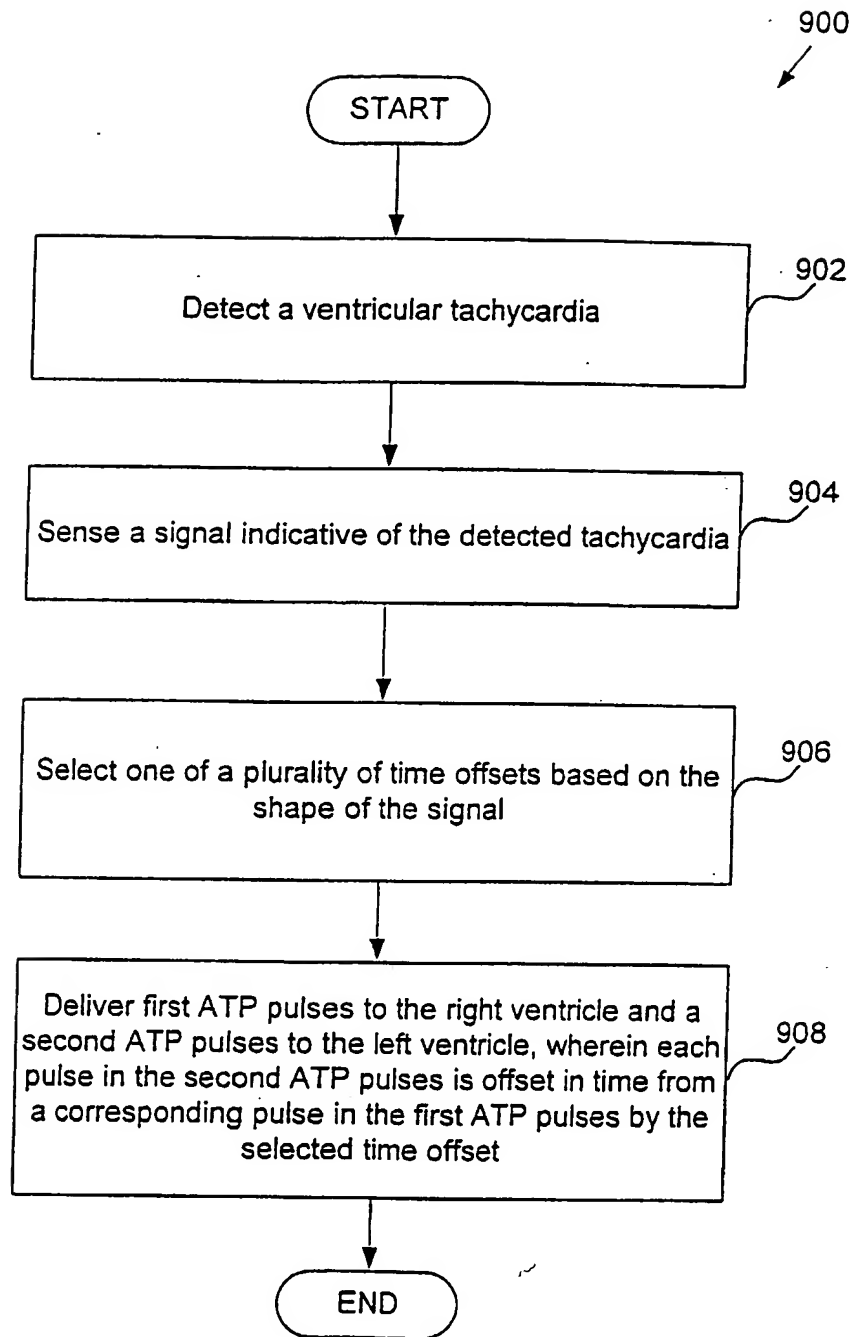 900
START
902
Detect a ventricular tachycardia
904
Sense a signal indicative of the detected tachycardia
906
Select one of a plurality of time offsets based on the
shape of the signal
908
Deliver first ATP pulses to the right ventricle and a
second ATP pulses to the left ventricle, wherein each
pulse in the second ATP pulses is offset in time from
a corresponding pulse in the first ATP pulses by the
selected time offset
END